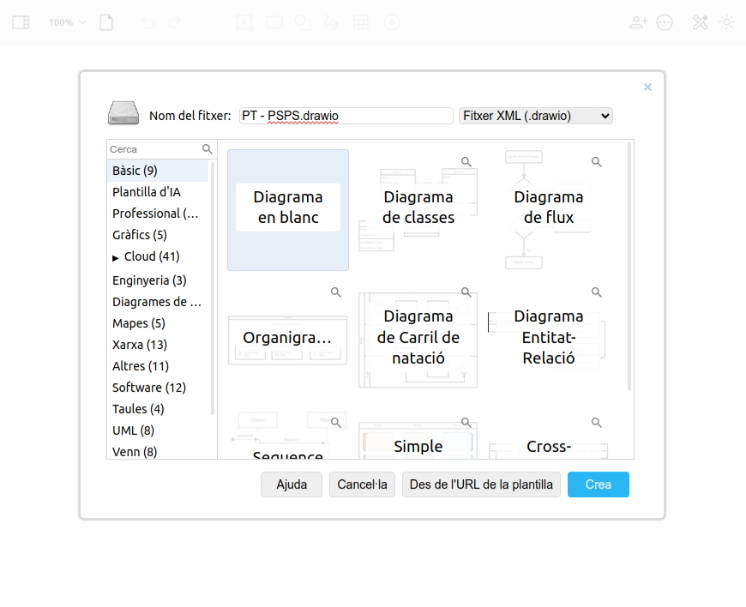 100%
Nom del fitxer: PT - PSPS.drawio Fitxer XML (.drawio)
Cerca
Bàsic (9)
Plantilla d'IA
Professional (...
Gràfics (5)
▸ Cloud (41)
Enginyeria (3)
Diagrames de ...
Mapes (5)
Xarxa (13)
Altres (11)
Software (12)
Taules (4)
UML (8)
Venn (8)
Diagrama
en blanc
Diagrama
de classes
Diagrama
de flux
Organigra...
Diagrama
de Carril de
natació
Diagrama
Entitat-
Relació
Sequence
Simple
Cross-
Ajuda Cancel·la Des de l'URL de la plantilla Crea